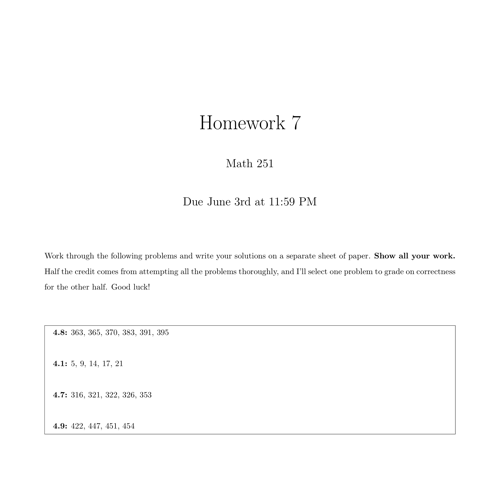 Homework 7
Math 251
Due June 3rd at 11:59 PM
Work through the following problems and write your solutions on a separate sheet of paper. Show all your work.
Half the credit comes from attempting all the problems thoroughly, and I'll select one problem to grade on correctness
for the other half. Good luck!
4.8: 363, 365, 370, 383, 391, 395
4.1: 5, 9, 14, 17, 21
4.7: 316, 321, 322, 326, 353
4.9: 422, 447, 451, 454